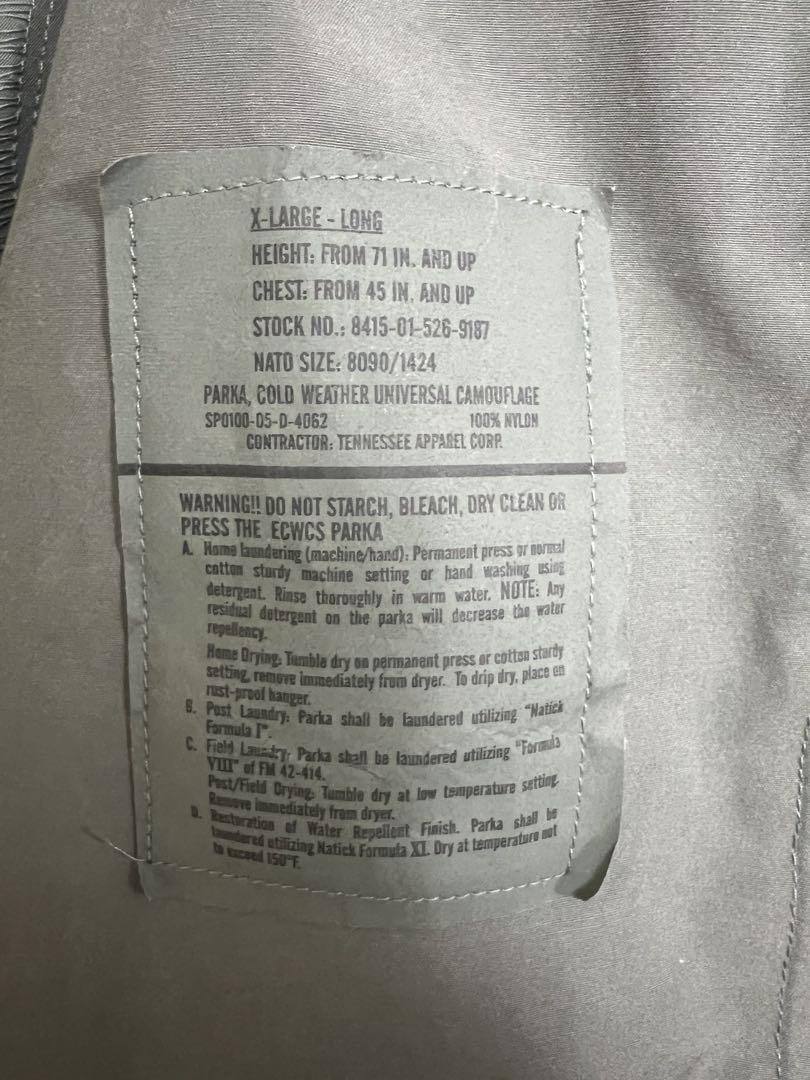 X-LARGE - LONG
HEIGHT: FROM 71 IN. AND UP
CHEST: FROM 45 IN. AND UP
STOCK NO.: 8415-01-526-9187
NATO SIZE: 8090/1424
PARKA, COLD WEATHER UNIVERSAL CAMOUFLAGE
SPO100-05-D-4062 100% NYLON
CONTRACTOR: TENNESSEE APPAREL CORP.
WARNING!! DO NOT STARCH, BLEACH, DRY CLEAN OR
PRESS THE ECWCS PARKA
A. Home laundering (machine/hand): Permanent press or normal
cotton sturdy machine setting or hand washing using
detergent. Rinse thoroughly in warm water. NOTE: Any
residual detergent on the parka will decrease the water
repellency.
Home Drying: Tumble dry on permanent press or cotton sturdy
setting, remove immediately from dryer. To drip dry, place on
rust-proof hanger.
B. Post Laundry: Parka shall be laundered utilizing "Natick
Formula I".
C. Field Laundry: Parka shall be laundered utilizing "Formula
VIII" of FM 42-414.
Post/Field Drying: Tumble dry at low temperature setting.
Remove immediately from dryer.
D. Restoration of Water Repellent Finish. Parka shall be
laundered utilizing Natick Formula XI. Dry at temperature not
to exceed 150°F.